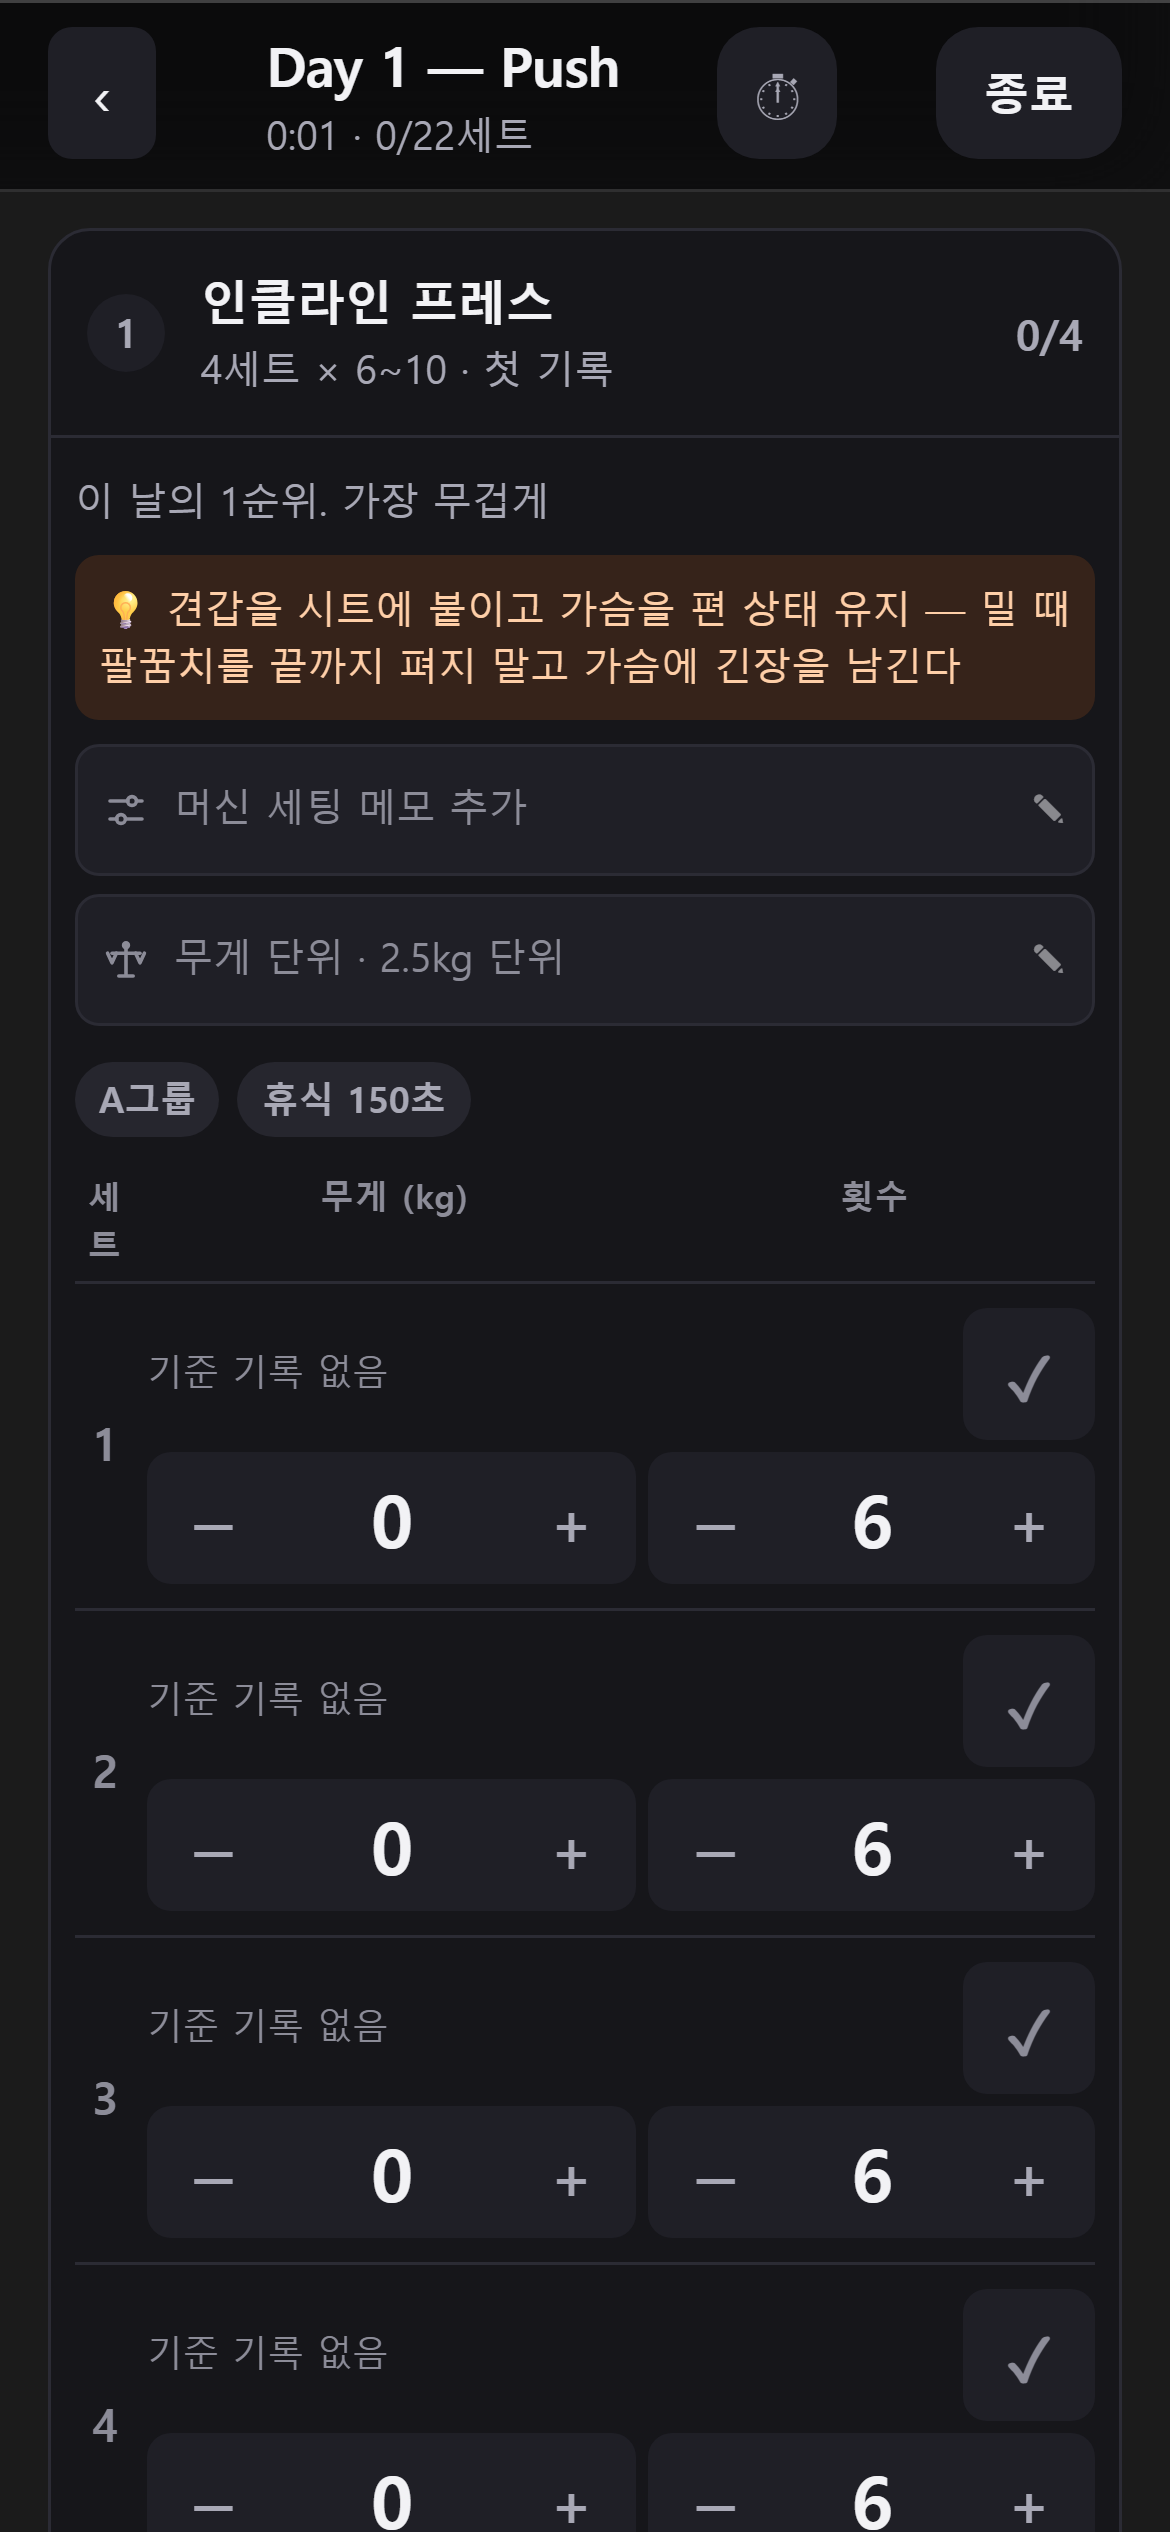 ‹
Day 1 — Push
0:01 · 0/22세트
종료
1
인클라인 프레스
4세트 × 6~10 · 첫 기록
0/4
이 날의 1순위. 가장 무겁게
💡 견갑을 시트에 붙이고 가슴을 편 상태 유지 — 밀 때
팔꿈치를 끝까지 펴지 말고 가슴에 긴장을 남긴다
머신 세팅 메모 추가
무게 단위 · 2.5kg 단위
A그룹 휴식 150초
세트 무게 (kg) 횟수
기준 기록 없음 ✓
1
− 0 + − 6 +
기준 기록 없음 ✓
2
− 0 + − 6 +
기준 기록 없음 ✓
3
− 0 + − 6 +
기준 기록 없음 ✓
4
− 0 + − 6 +